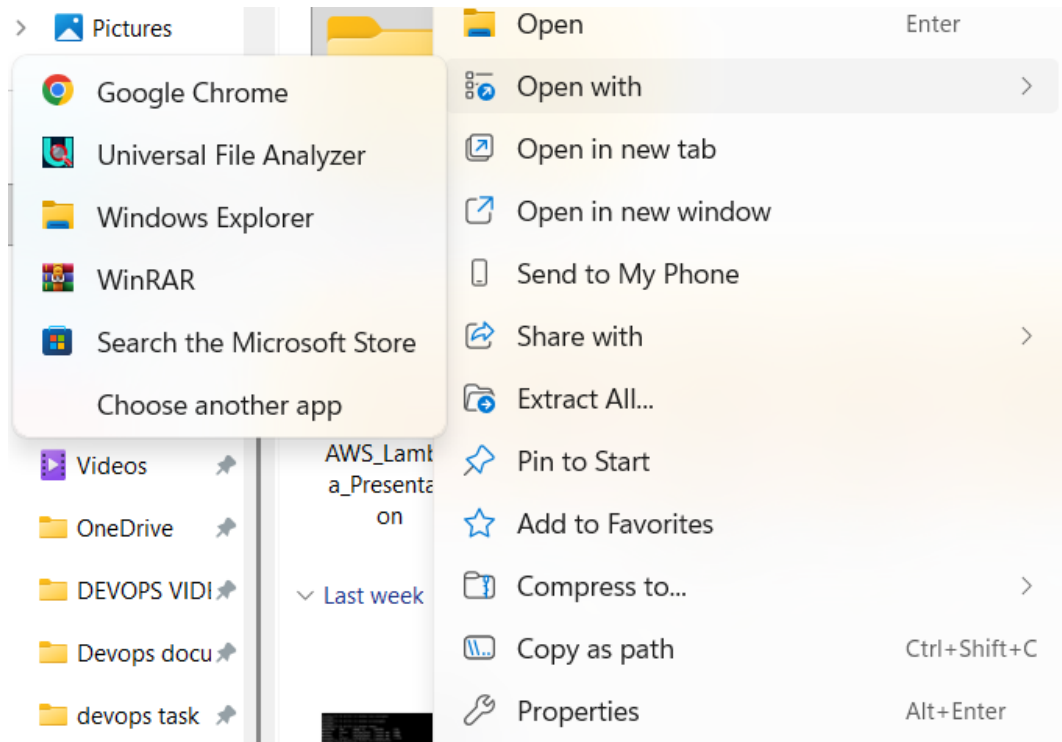 Pictures
Google Chrome
Universal File Analyzer
Windows Explorer
WinRAR
Search the Microsoft Store
Choose another app
Videos
OneDrive
DEVOPS VIDI
Devops docu
devops task
AWS_Lamb
a_Presenta
on
Last week
Open Enter
Open with
Open in new tab
Open in new window
Send to My Phone
Share with
Extract All...
Pin to Start
Add to Favorites
Compress to...
Copy as path Ctrl+Shift+C
Properties Alt+Enter